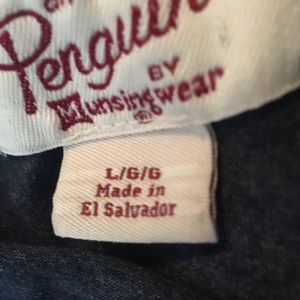 Penguin
BY
Munsingwear
®
L/G/G
Made in
El Salvador